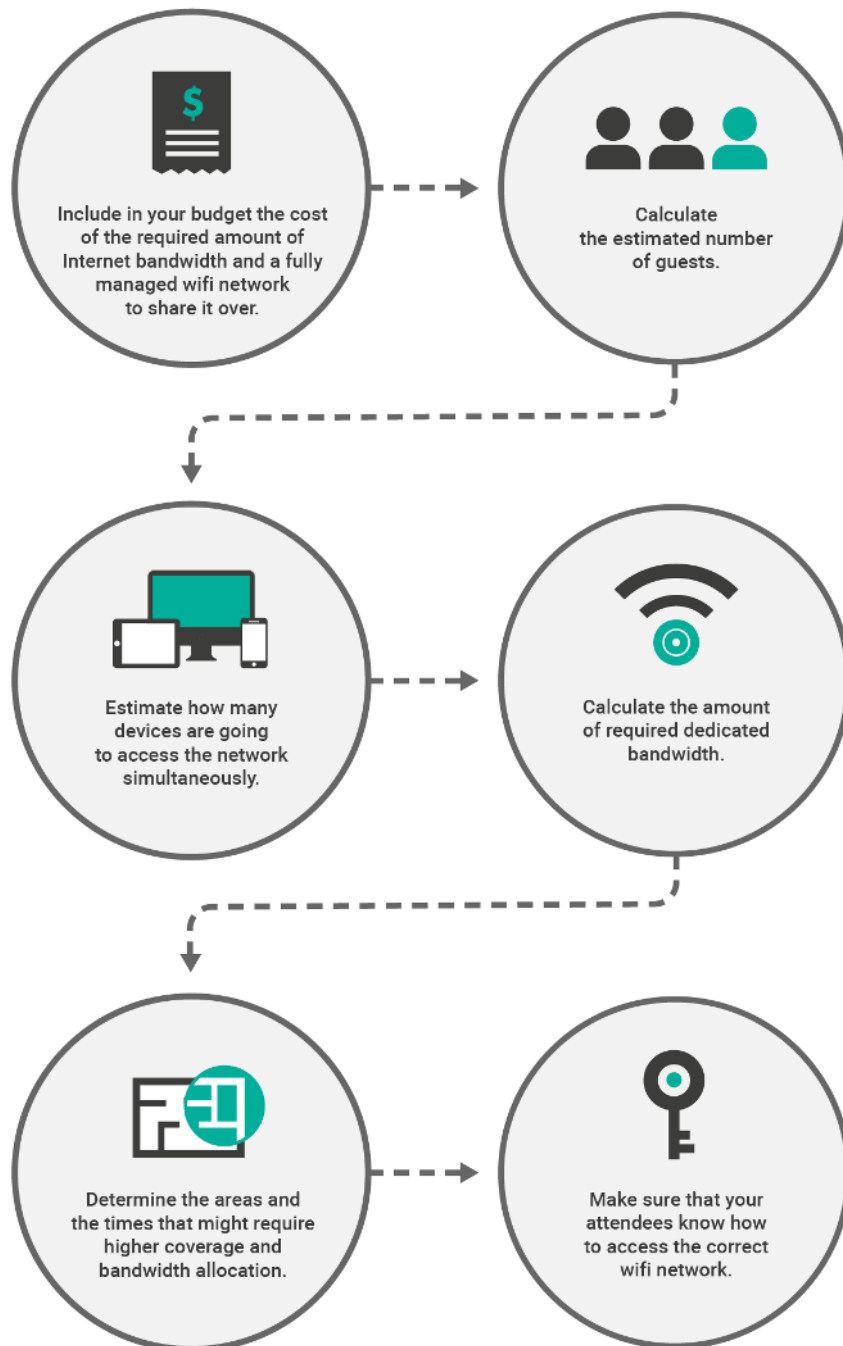 $
Include in your budget the cost
of the required amount of
Internet bandwidth and a fully
managed wifi network
to share it over.
Calculate
the estimated number
of guests.
Estimate how many
devices are going
to access the network
simultaneously.
Calculate the amount
of required dedicated
bandwidth.
Determine the areas and
the times that might require
higher coverage and
bandwidth allocation.
Make sure that your
attendees know how
to access the correct
wifi network.